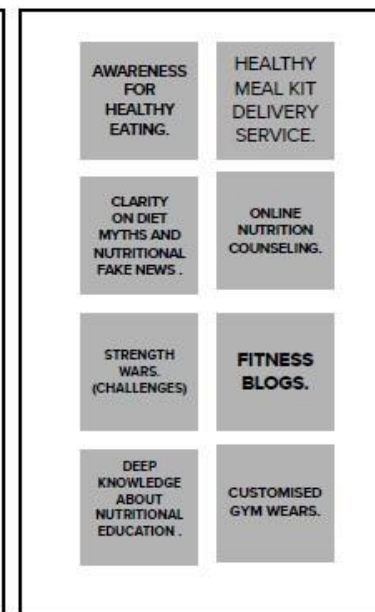 AWARENESS
FOR
HEALTHY
EATING.
HEALTHY
MEAL KIT
DELIVERY
SERVICE.
CLARITY
ON DIET
MYTHS AND
NUTRITIONAL
FAKE NEWS .
ONLINE
NUTRITION
COUNSELING.
STRENGTH
WARS.
(CHALLENGES)
FITNESS
BLOGS.
DEEP
KNOWLEDGE
ABOUT
NUTRITIONAL
EDUCATION .
CUSTOMISED
GYM WEARS.